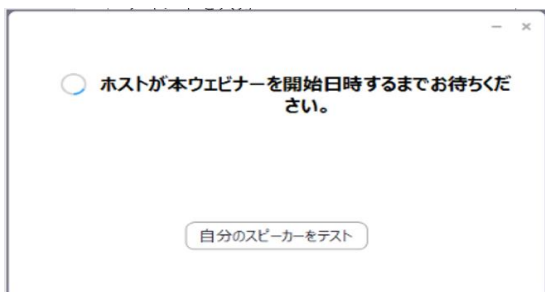 ホストが本ウェビナーを開始日時するまでお待ちくだ
さい。
自分のスピーカーをテスト